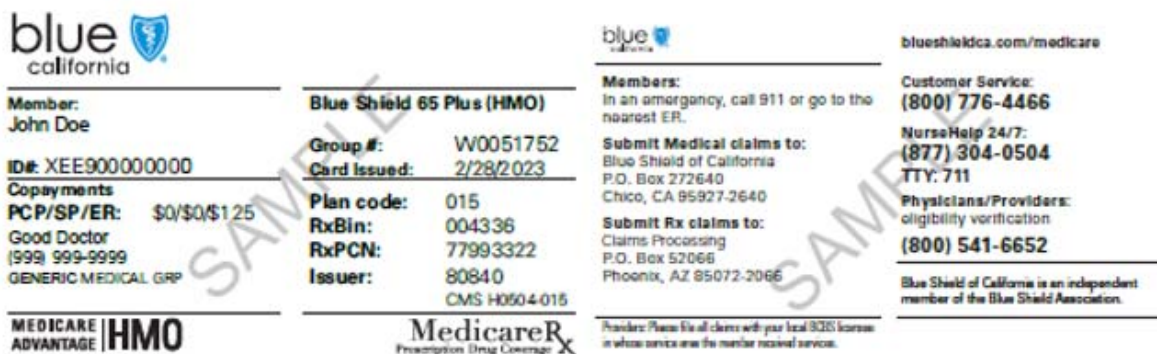 blue
california
Member:
John Doe
ID#: XEE900000000
Copayments
PCP/SP/ER: $0/$0/$125
Good Doctor
(999) 999-9999
GENERIC MEDICAL GRP
MEDICARE
ADVANTAGE HMO
Blue Shield 65 Plus (HMO)
Group #: W0051752
Card Issued: 2/28/2023
Plan code: 015
RxBin: 004336
RxPCN: 77993322
Issuer: 80840
CMS H0504-015
MedicareRx
Prescription Drug Coverage
SAMPLE
blue
california
Members:
In an emergency, call 911 or go to the
nearest ER.
Submit Medical claims to:
Blue Shield of California
P.O. Box 272640
Chico, CA 95927-2640
Submit Rx claims to:
Claims Processing
P.O. Box 52066
Phoenix, AZ 85072-2066
Providers: Please file all claims with your local BCBS licensee
in whose service area the member received services.
blueshieldca.com/medicare
Customer Service:
(800) 776-4466
NurseHelp 24/7:
(877) 304-0504
TTY: 711
Physicians/Providers:
eligibility verification
(800) 541-6652
Blue Shield of California is an independent
member of the Blue Shield Association.
SAMPLE